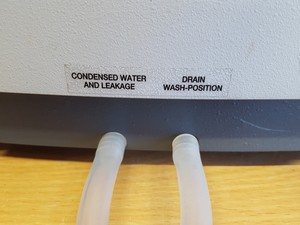 CONDENSED WATER
AND LEAKAGE
DRAIN
WASH-POSITION